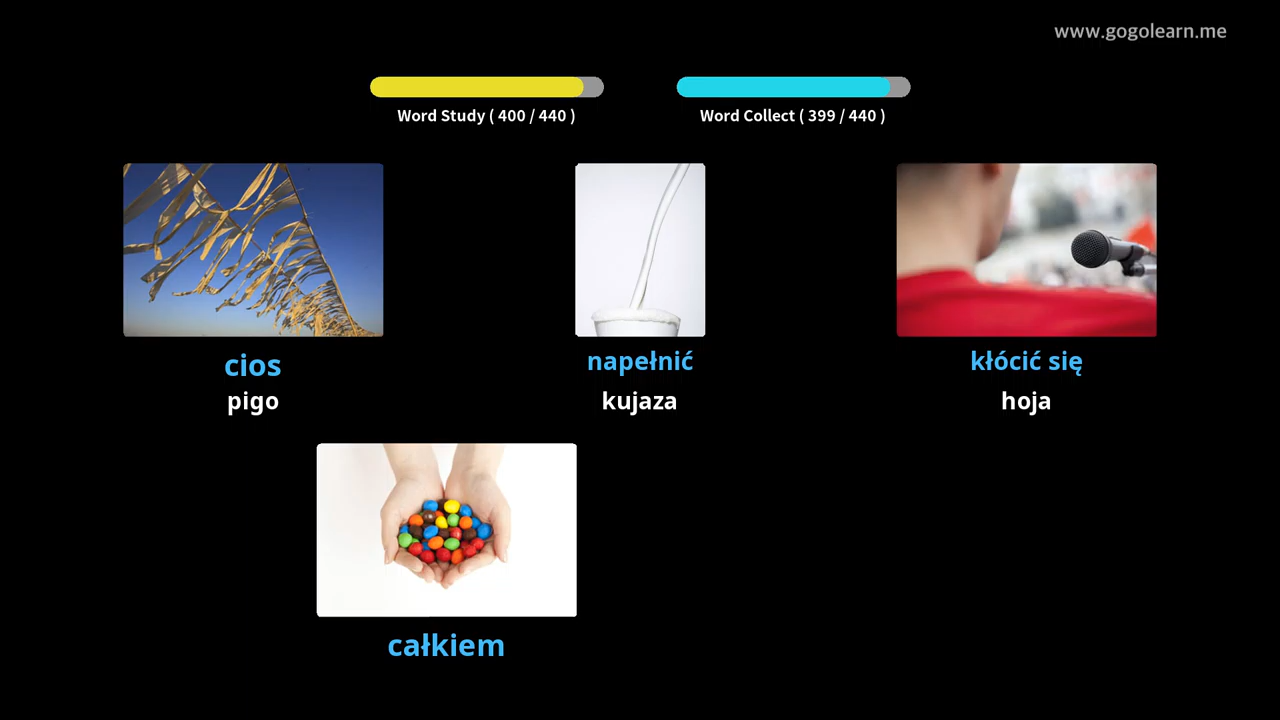 www.gogolearn.me
Word Study ( 400 / 440 )
Word Collect ( 399 / 440 )
cios
napełnić
kłócić się
pigo
kujaza
hoja
całkiem